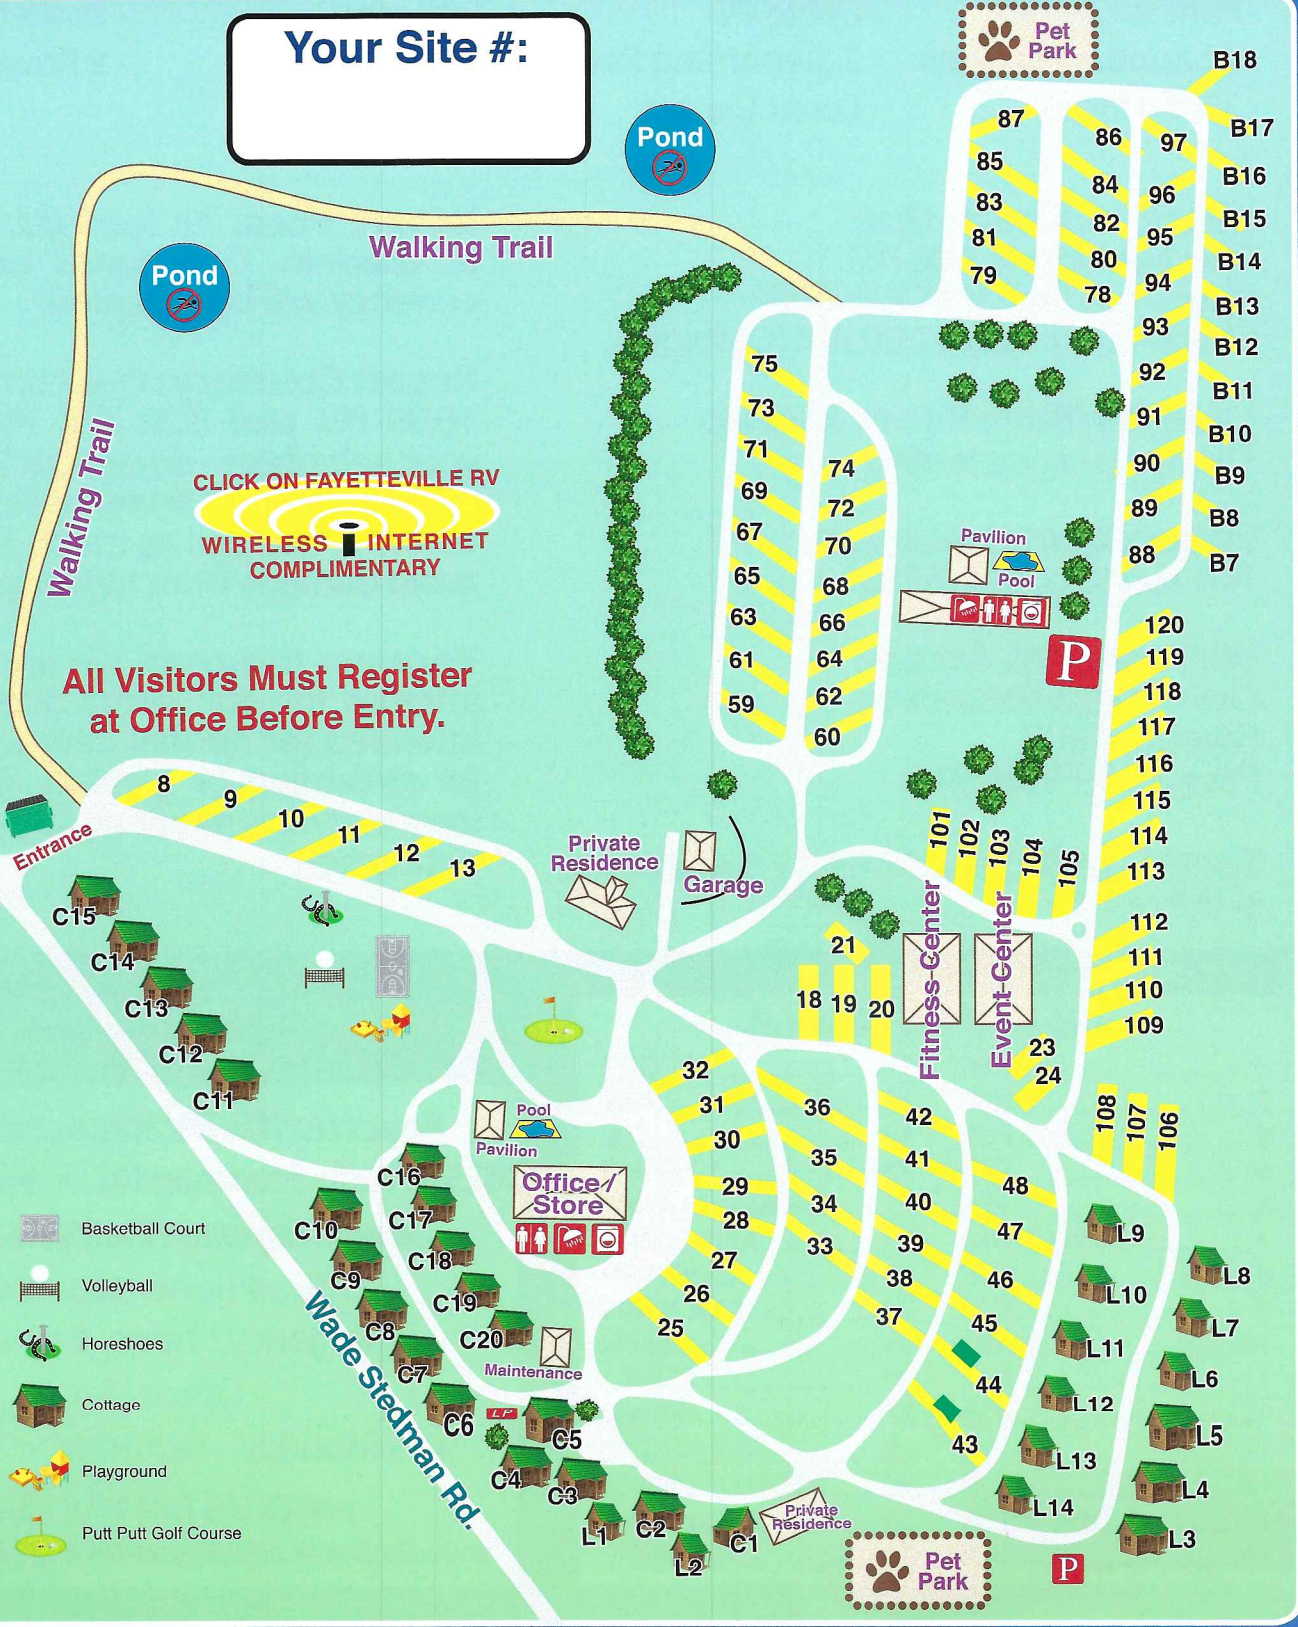 Your Site #:
Pet
Park
B18
B17
B16
B15
B14
B13
B12
B11
B10
B9
B8
B7
Pond
Walking Trail
Pond
Walking Trail
87
85
83
81
79
86
84
82
80
78
97
96
95
94
93
92
91
90
89
88
75
73
71
69
67
65
63
61
59
74
72
70
68
66
64
62
60
CLICK ON FAYETTEVILLE RV
WIRELESS INTERNET
COMPLIMENTARY
Pavilion
Pool
P
120
119
118
117
116
115
114
113
112
111
110
109
All Visitors Must Register
at Office Before Entry.
8
9
10
11
12
13
Entrance
Private
Residence
Garage
101
102
103
104
105
Fitness Center
Event Center
21
18
19
20
23
24
108
107
106
C15
C14
C13
C12
C11
32
31
30
29
28
27
26
25
36
35
34
33
42
41
40
39
38
37
48
47
46
45
44
43
Pool
Pavilion
Office/
Store
C16
C17
C18
C19
C20
Maintenance
C10
C9
C8
C7
C6
LP
C5
C4
C3
L1
C2
L2
C1
Private
Residence
Wade Stedman Rd.
L9
L10
L11
L12
L13
L14
L8
L7
L6
L5
L4
L3
Pet
Park
P
Basketball Court
Volleyball
Horeshoes
Cottage
Playground
Putt Putt Golf Course